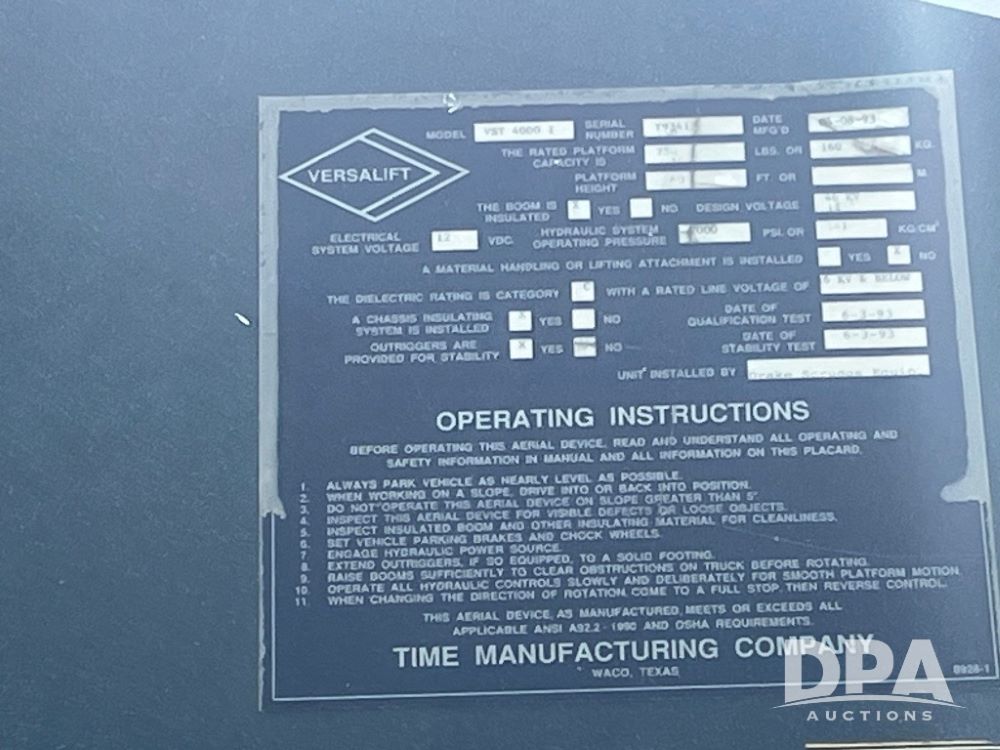 VERSALIFT
MODEL VST 4000 I SERIAL NUMBER DATE MFG'D -08-93
THE RATED PLATFORM CAPACITY IS LBS. OR 160 KG.
PLATFORM HEIGHT FT. OR M.
THE BOOM IS INSULATED X YES NO DESIGN VOLTAGE 46 KV
ELECTRICAL SYSTEM VOLTAGE 12 VDC. HYDRAULIC SYSTEM OPERATING PRESSURE PSI. OR KG/CM²
A MATERIAL HANDLING OR LIFTING ATTACHMENT IS INSTALLED YES X NO
THE DIELECTRIC RATING IS CATEGORY C WITH A RATED LINE VOLTAGE OF KV & BELOW
A CHASSIS INSULATING SYSTEM IS INSTALLED X YES NO DATE OF QUALIFICATION TEST 6-3-93
OUTRIGGERS ARE PROVIDED FOR STABILITY X YES NO DATE OF STABILITY TEST 6-3-93
UNIT INSTALLED BY Drake Scruggs Equip.
OPERATING INSTRUCTIONS
BEFORE OPERATING THIS AERIAL DEVICE, READ AND UNDERSTAND ALL OPERATING AND
SAFETY INFORMATION IN MANUAL AND ALL INFORMATION ON THIS PLACARD.
1. ALWAYS PARK VEHICLE AS NEARLY LEVEL AS POSSIBLE.
2. WHEN WORKING ON A SLOPE, DRIVE INTO OR BACK INTO POSITION.
3. DO NOT OPERATE THIS AERIAL DEVICE ON SLOPE GREATER THAN 5°
4. INSPECT THIS AERIAL DEVICE FOR VISIBLE DEFECTS OR LOOSE OBJECTS.
5. INSPECT INSULATED BOOM AND OTHER INSULATING MATERIAL FOR CLEANLINESS.
6. SET VEHICLE PARKING BRAKES AND CHOCK WHEELS.
7. ENGAGE HYDRAULIC POWER SOURCE.
8. EXTEND OUTRIGGERS, IF SO EQUIPPED, TO A SOLID FOOTING.
9. RAISE BOOMS SUFFICIENTLY TO CLEAR OBSTRUCTIONS ON TRUCK BEFORE ROTATING.
10. OPERATE ALL HYDRAULIC CONTROLS SLOWLY AND DELIBERATELY FOR SMOOTH PLATFORM MOTION.
11. WHEN CHANGING THE DIRECTION OF ROTATION, COME TO A FULL STOP, THEN REVERSE CONTROL.
THIS AERIAL DEVICE, AS MANUFACTURED, MEETS OR EXCEEDS ALL
APPLICABLE ANSI A92.2 - 1990 AND OSHA REQUIREMENTS.
TIME MANUFACTURING COMPANY
WACO, TEXAS
0928-1
DPA
AUCTIONS